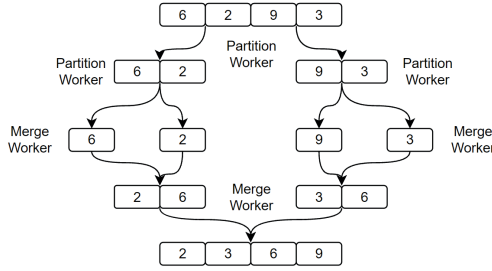 6 2 9 3
Partition
Worker
Partition
Worker
6 2
9 3
Partition
Worker
Merge
Worker
6
2
9
3
Merge
Worker
2 6
Merge
Worker
3 6
2 3 6 9